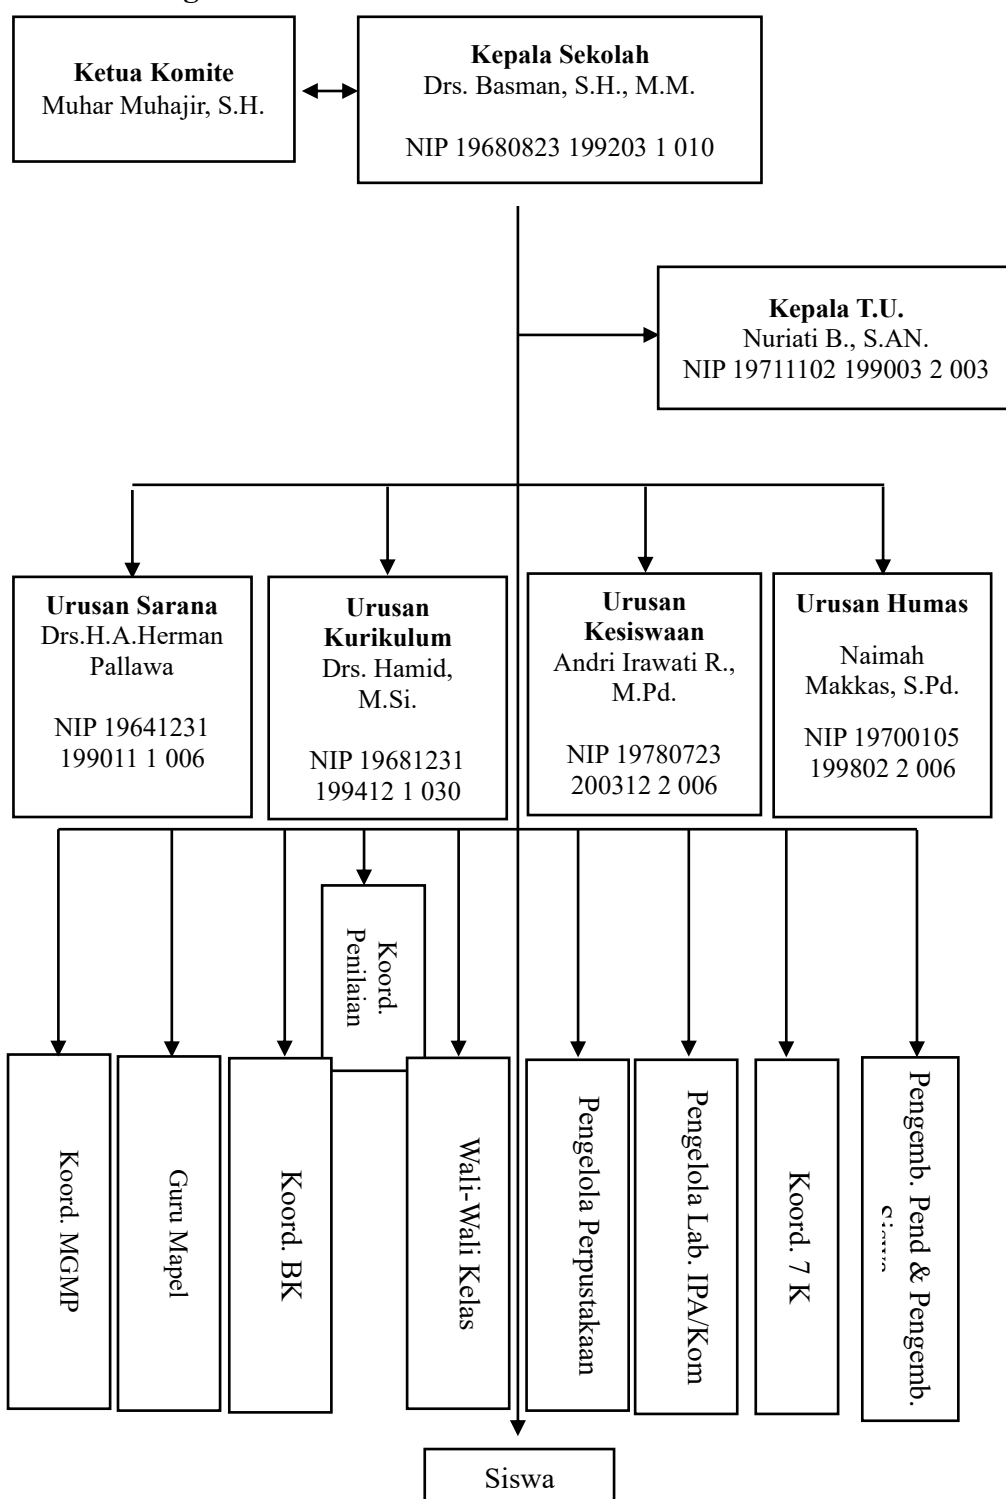 Ketua Komite
Muhar Muhajir, S.H.
Kepala Sekolah
Drs. Basman, S.H., M.M.
NIP 19680823 199203 1 010
Kepala T.U.
Nuriati B., S.AN.
NIP 19711102 199003 2 003
Urusan Sarana
Drs.H.A.Herman
Pallawa
NIP 19641231
199011 1 006
Urusan
Kurikulum
Drs. Hamid,
M.Si.
NIP 19681231
199412 1 030
Urusan
Kesiswaan
Andri Irawati R.,
M.Pd.
NIP 19780723
200312 2 006
Urusan Humas
Naimah
Makkas, S.Pd.
NIP 19700105
199802 2 006
Koord.
Penilaian
Koord. MGMP
Guru Mapel
Koord. BK
Wali-Wali Kelas
Pengelola Perpustakaan
Pengelola Lab. IPA/Kom
Koord. 7 K
Pengemb. Pend & Pengemb.
Siswa